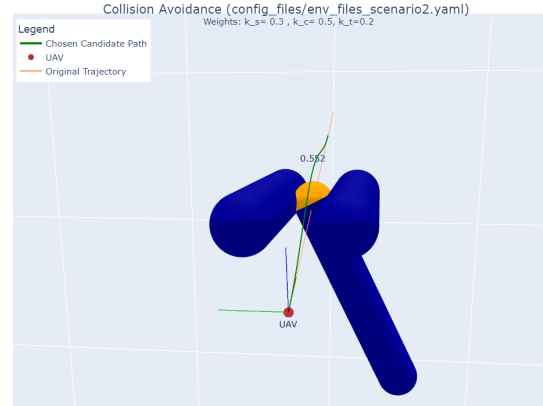 Collision Avoidance (config_files/env_files_scenario2.yaml)
Weights: k_s= 0.3 , k_c= 0.5, k_t=0.2
Legend
Chosen Candidate Path
UAV
Original Trajectory
0.552
UAV